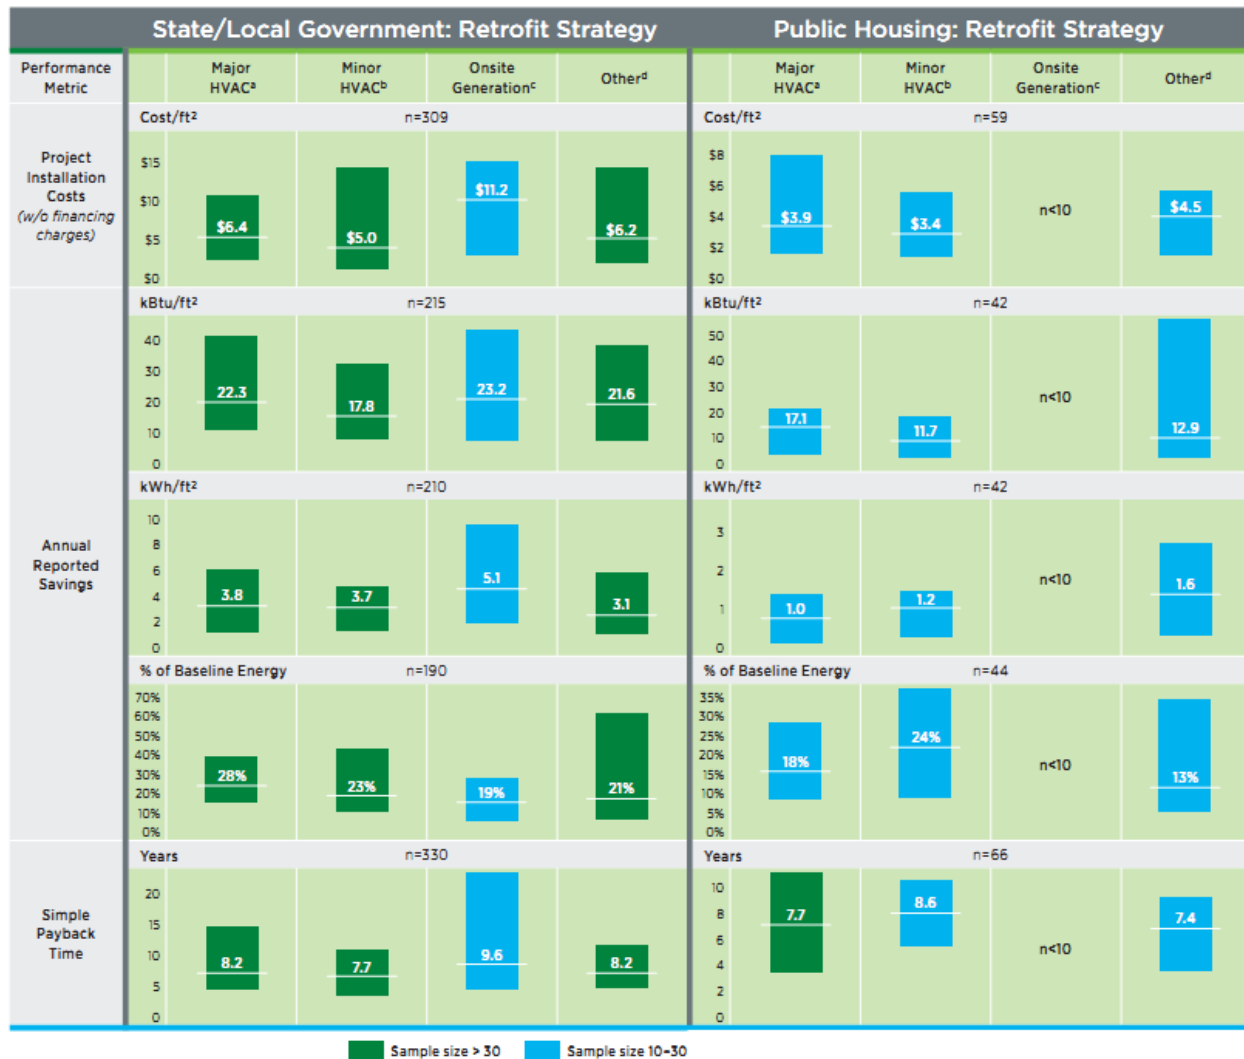 State/Local Government: Retrofit Strategy
Public Housing: Retrofit Strategy
Performance
Metric
Major
HVACᵃ
Minor
HVACᵇ
Onsite
Generationᶜ
Otherᵈ
Major
HVACᵃ
Minor
HVACᵇ
Onsite
Generationᶜ
Otherᵈ
Project
Installation
Costs
(w/o financing
charges)
Cost/ft²
n=309
$15
$10
$5
$0
$6.4
$5.0
$11.2
$6.2
Cost/ft²
n=59
$8
$6
$4
$2
$0
$3.9
$3.4
n<10
$4.5
Annual
Reported
Savings
kBtu/ft²
n=215
40
30
20
10
0
22.3
17.8
23.2
21.6
kBtu/ft²
n=42
50
40
30
20
10
0
17.1
11.7
n<10
12.9
kWh/ft²
n=210
10
8
6
4
2
0
3.8
3.7
5.1
3.1
kWh/ft²
n=42
3
2
1
0
1.0
1.2
n<10
1.6
% of Baseline Energy
n=190
70%
60%
50%
40%
30%
20%
10%
0%
28%
23%
19%
21%
% of Baseline Energy
n=44
35%
30%
25%
20%
15%
10%
5%
0%
18%
24%
n<10
13%
Simple
Payback
Time
Years
n=330
20
15
10
5
0
8.2
7.7
9.6
8.2
Years
n=66
10
8
6
4
2
0
7.7
8.6
n<10
7.4
Sample size > 30
Sample size 10-30